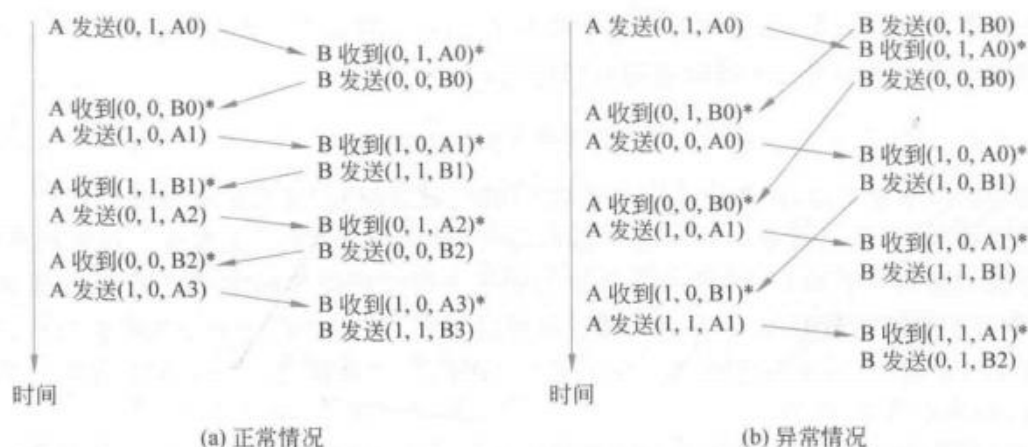 A 发送(0, 1, A0)
B 收到(0, 1, A0)*
B 发送(0, 0, B0)
A 收到(0, 0, B0)*
A 发送(1, 0, A1)
B 收到(1, 0, A1)*
B 发送(1, 1, B1)
A 收到(1, 1, B1)*
A 发送(0, 1, A2)
B 收到(0, 1, A2)*
B 发送(0, 0, B2)
A 收到(0, 0, B2)*
A 发送(1, 0, A3)
B 收到(1, 0, A3)*
B 发送(1, 1, B3)
时间
(a) 正常情况
A 发送(0, 1, A0)
B 发送(0, 1, B0)
B 收到(0, 1, A0)*
B 发送(0, 0, B0)
A 收到(0, 1, B0)*
A 发送(0, 0, A0)
B 收到(1, 0, A0)*
B 发送(1, 0, B1)
A 收到(0, 0, B0)*
A 发送(1, 0, A1)
B 收到(1, 0, A1)*
B 发送(1, 1, B1)
A 收到(1, 0, B1)*
A 发送(1, 1, A1)
B 收到(1, 1, A1)*
B 发送(0, 1, B2)
时间
(b) 异常情况